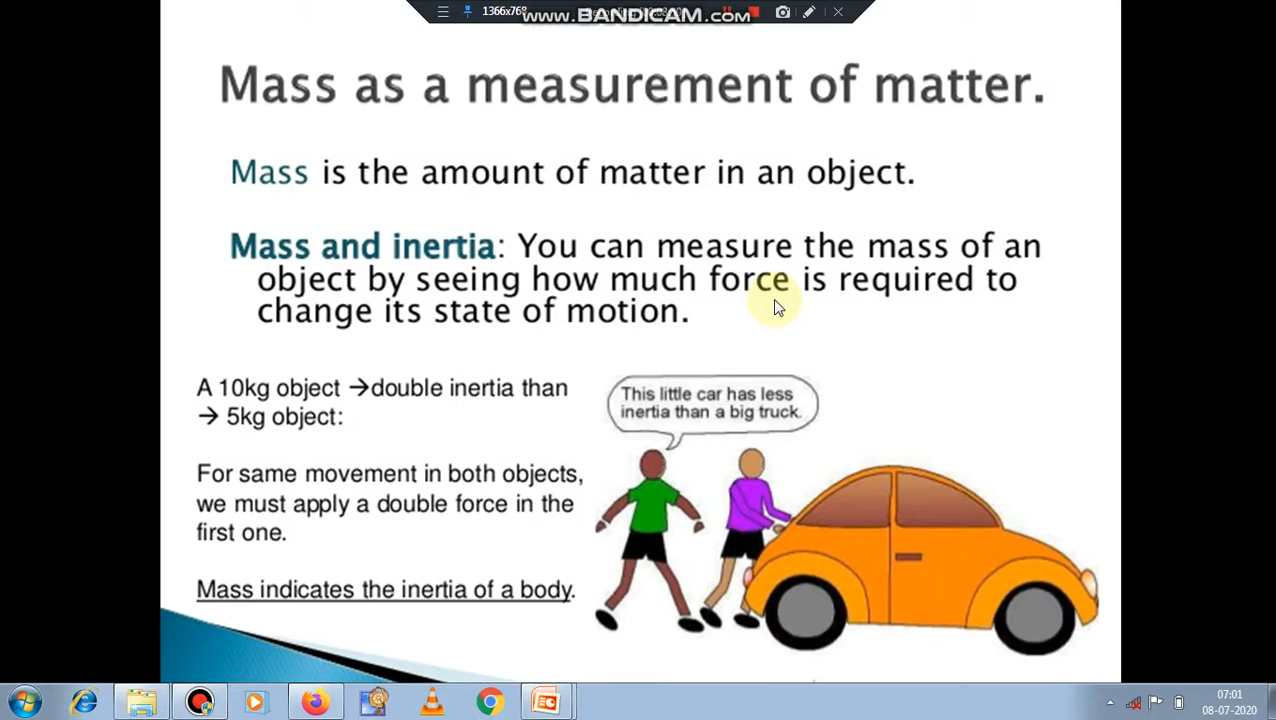 1366x768
www.BANDICAM.com
Mass as a measurement of matter.
Mass is the amount of matter in an object.
Mass and inertia: You can measure the mass of an
object by seeing how much force is required to
change its state of motion.
A 10kg object →double inertia than
→ 5kg object:
For same movement in both objects,
we must apply a double force in the
first one.
Mass indicates the inertia of a body.
This little car has less
inertia than a big truck.
07:01
08-07-2020